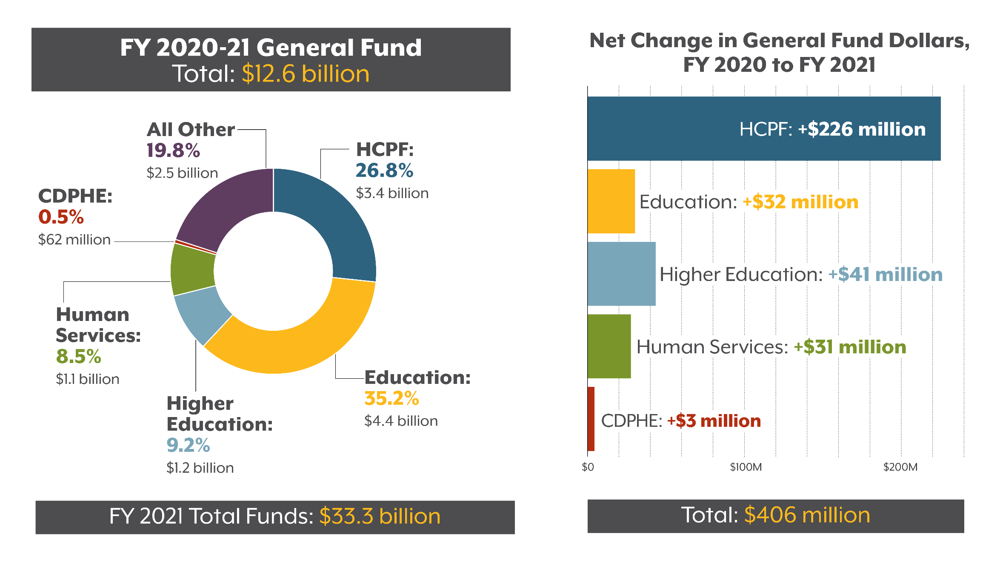 FY 2020-21 General Fund
Total: $12.6 billion
All Other
19.8%
$2.5 billion
HCPF:
26.8%
$3.4 billion
CDPHE:
0.5%
$62 million
Human
Services:
8.5%
$1.1 billion
Higher
Education:
9.2%
$1.2 billion
Education:
35.2%
$4.4 billion
FY 2021 Total Funds: $33.3 billion
Net Change in General Fund Dollars,
FY 2020 to FY 2021
HCPF: +$226 million
Education: +$32 million
Higher Education: +$41 million
Human Services: +$31 million
CDPHE: +$3 million
$0 $100M $200M
Total: $406 million